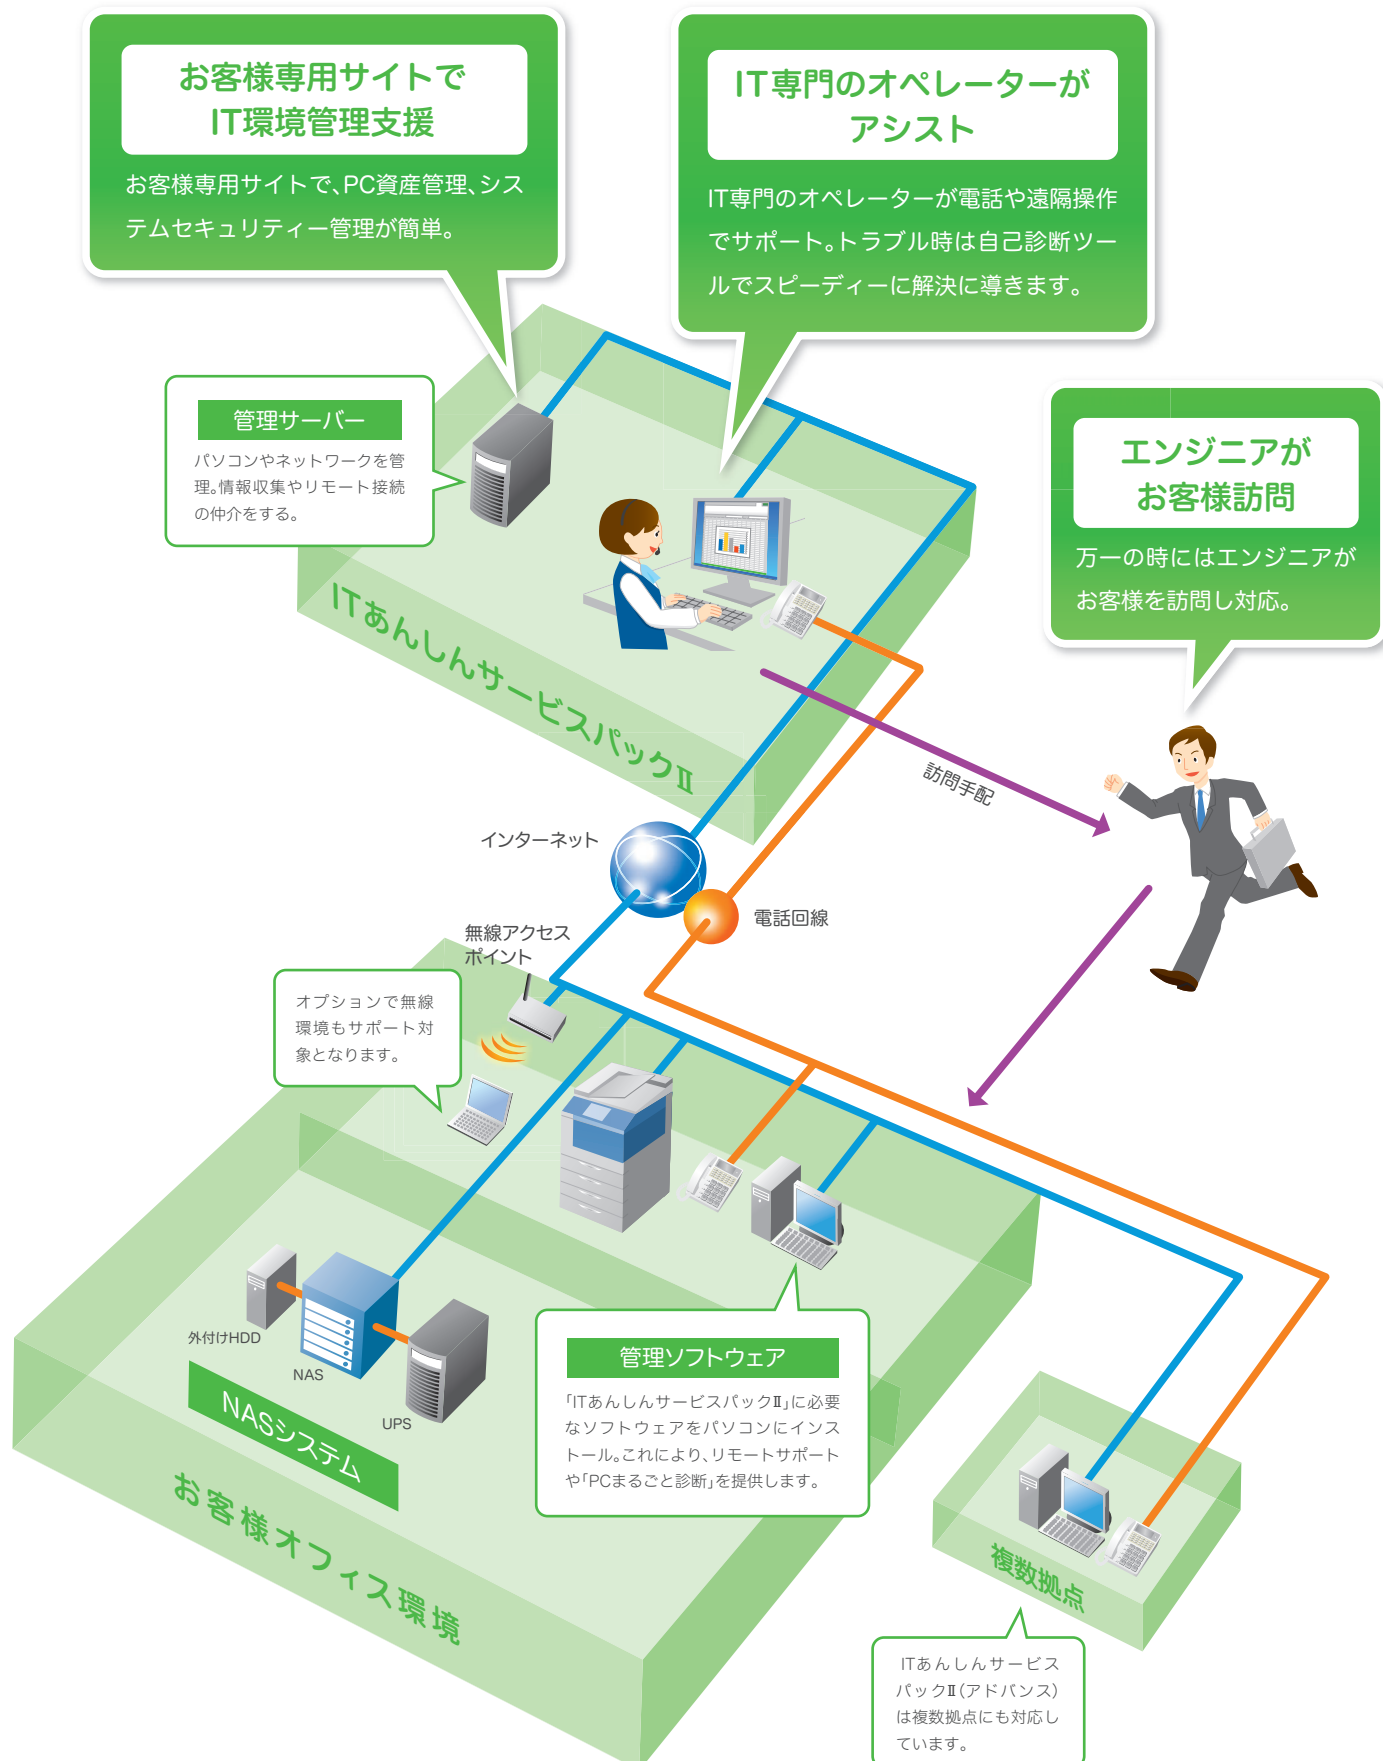 お客様専用サイトで
IT環境管理支援
お客様専用サイトで、PC資産管理、シス
テムセキュリティー管理が簡単。
IT専門のオペレーターが
アシスト
IT専門のオペレーターが電話や遠隔操作
でサポート。トラブル時は自己診断ツー
ルでスピーディーに解決に導きます。
管理サーバー
パソコンやネットワークを管
理。情報収集やリモート接続
の仲介をする。
エンジニアが
お客様訪問
万一の時にはエンジニアが
お客様を訪問し対応。
ITあんしんサービスパックⅡ
訪問手配
インターネット
電話回線
無線アクセス
ポイント
オプションで無線
環境もサポート対
象となります。
外付けHDD
NAS
UPS
NASシステム
お客様オフィス環境
管理ソフトウェア
「ITあんしんサービスパックⅡ」に必要
なソフトウェアをパソコンにインス
トール。これにより、リモートサポート
や「PCまるごと診断」を提供します。
複数拠点
ITあんしんサービス
パックⅡ(アドバンス)
は複数拠点にも対応し
ています。